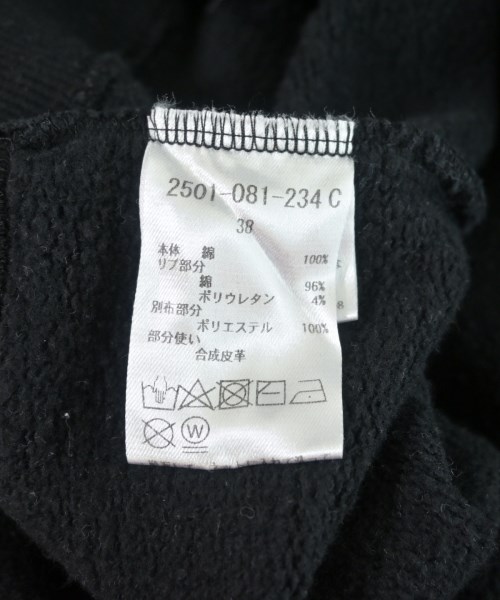 2501-081-234 C
38
本体 綿 100%
リブ部分
綿 96%
ポリウレタン 4%
別布部分
ポリエステル 100%
部分使い
合成皮革
W
8